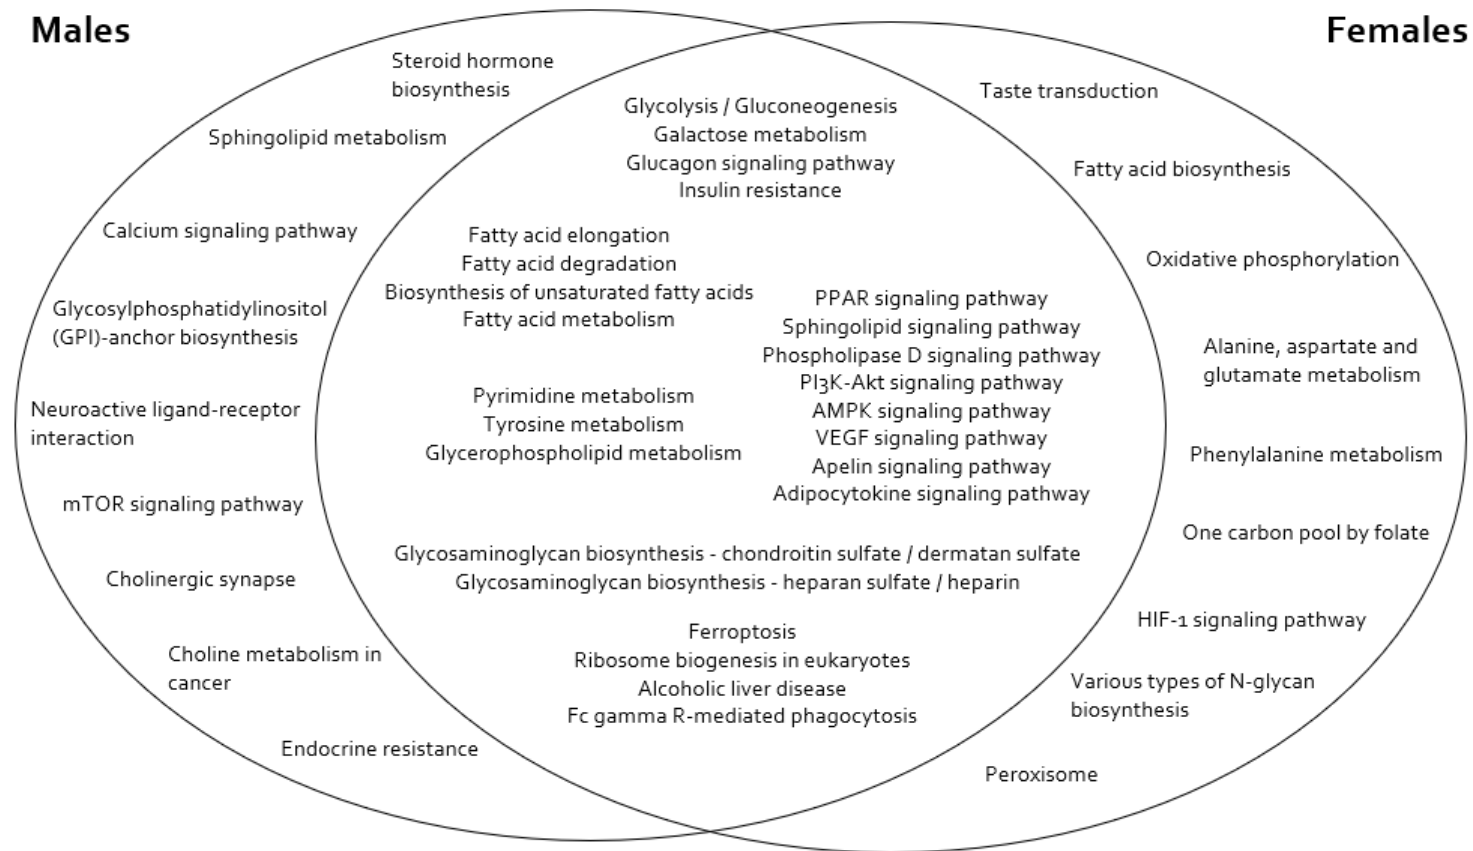 Males
Females
Steroid hormone
biosynthesis
Sphingolipid metabolism
Calcium signaling pathway
Glycosylphosphatidylinositol
(GPI)-anchor biosynthesis
Neuroactive ligand-receptor
interaction
mTOR signaling pathway
Cholinergic synapse
Choline metabolism in
cancer
Endocrine resistance
Glycolysis / Gluconeogenesis
Galactose metabolism
Glucagon signaling pathway
Insulin resistance
Fatty acid elongation
Fatty acid degradation
Biosynthesis of unsaturated fatty acids
Fatty acid metabolism
Pyrimidine metabolism
Tyrosine metabolism
Glycerophospholipid metabolism
PPAR signaling pathway
Sphingolipid signaling pathway
Phospholipase D signaling pathway
PI3K-Akt signaling pathway
AMPK signaling pathway
VEGF signaling pathway
Apelin signaling pathway
Adipocytokine signaling pathway
Glycosaminoglycan biosynthesis - chondroitin sulfate / dermatan sulfate
Glycosaminoglycan biosynthesis - heparan sulfate / heparin
Ferroptosis
Ribosome biogenesis in eukaryotes
Alcoholic liver disease
Fc gamma R-mediated phagocytosis
Taste transduction
Fatty acid biosynthesis
Oxidative phosphorylation
Alanine, aspartate and
glutamate metabolism
Phenylalanine metabolism
One carbon pool by folate
HIF-1 signaling pathway
Various types of N-glycan
biosynthesis
Peroxisome